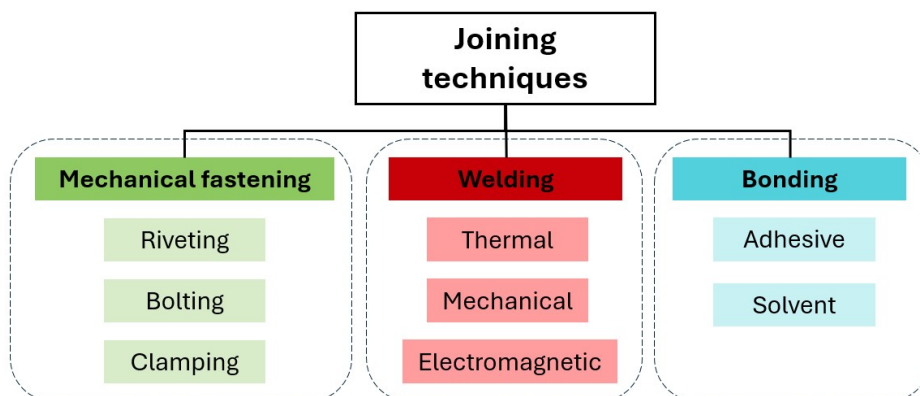 Joining
techniques
Mechanical fastening
Riveting
Bolting
Clamping
Welding
Thermal
Mechanical
Electromagnetic
Bonding
Adhesive
Solvent